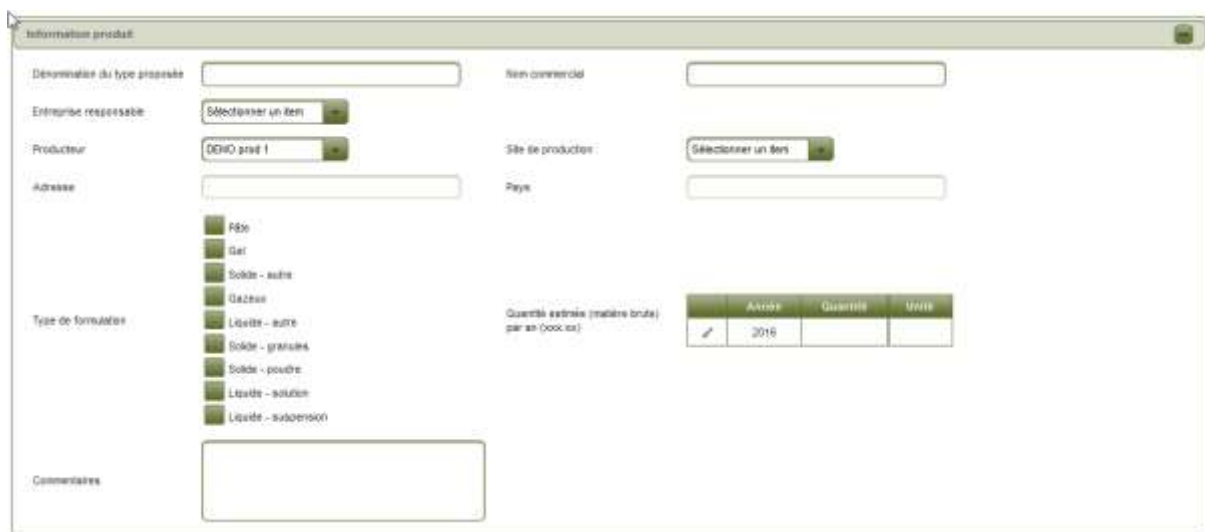 Information produit
Dénomination du type proposée
Nom commercial
Entreprise responsable
Sélectionner un item
Producteur
DEMO prod 1
Site de production
Sélectionner un item
Adresse
Pays
Type de formulation
Pâte
Gel
Solide - autre
Gazeux
Liquide - autre
Solide - granules
Solide - poudre
Liquide - solution
Liquide - suspension
Quantité estimée (matière brute)
par an (xxx.xx)
Année Quantité Unité
2016
Commentaires